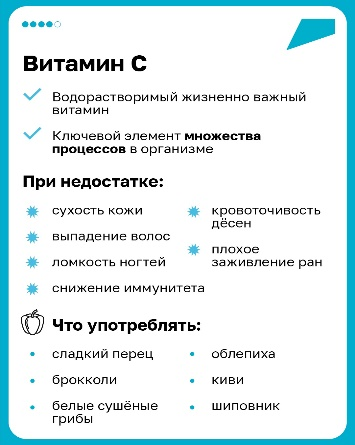 Витамин С
Водорастворимый жизненно важный
витамин
Ключевой элемент множества
процессов в организме
При недостатке:
сухость кожи
выпадение волос
ломкость ногтей
снижение иммунитета
кровоточивость
дёсен
плохое
заживление ран
Что употреблять:
сладкий перец
брокколи
белые сушёные
грибы
облепиха
киви
шиповник